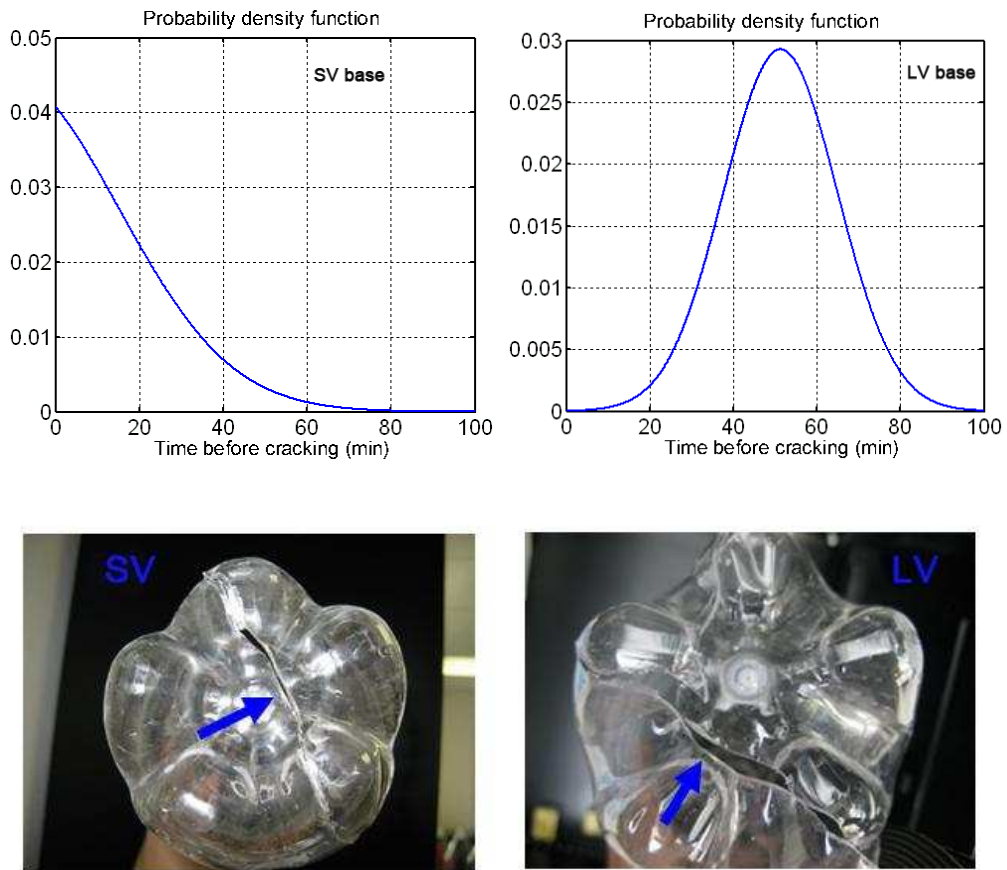 Probability density function
SV base
0.05
0.04
0.03
0.02
0.01
0
0 20 40 60 80 100
Time before cracking (min)
Probability density function
LV base
0.03
0.025
0.02
0.015
0.01
0.005
0
0 20 40 60 80 100
Time before cracking (min)
SV
LV